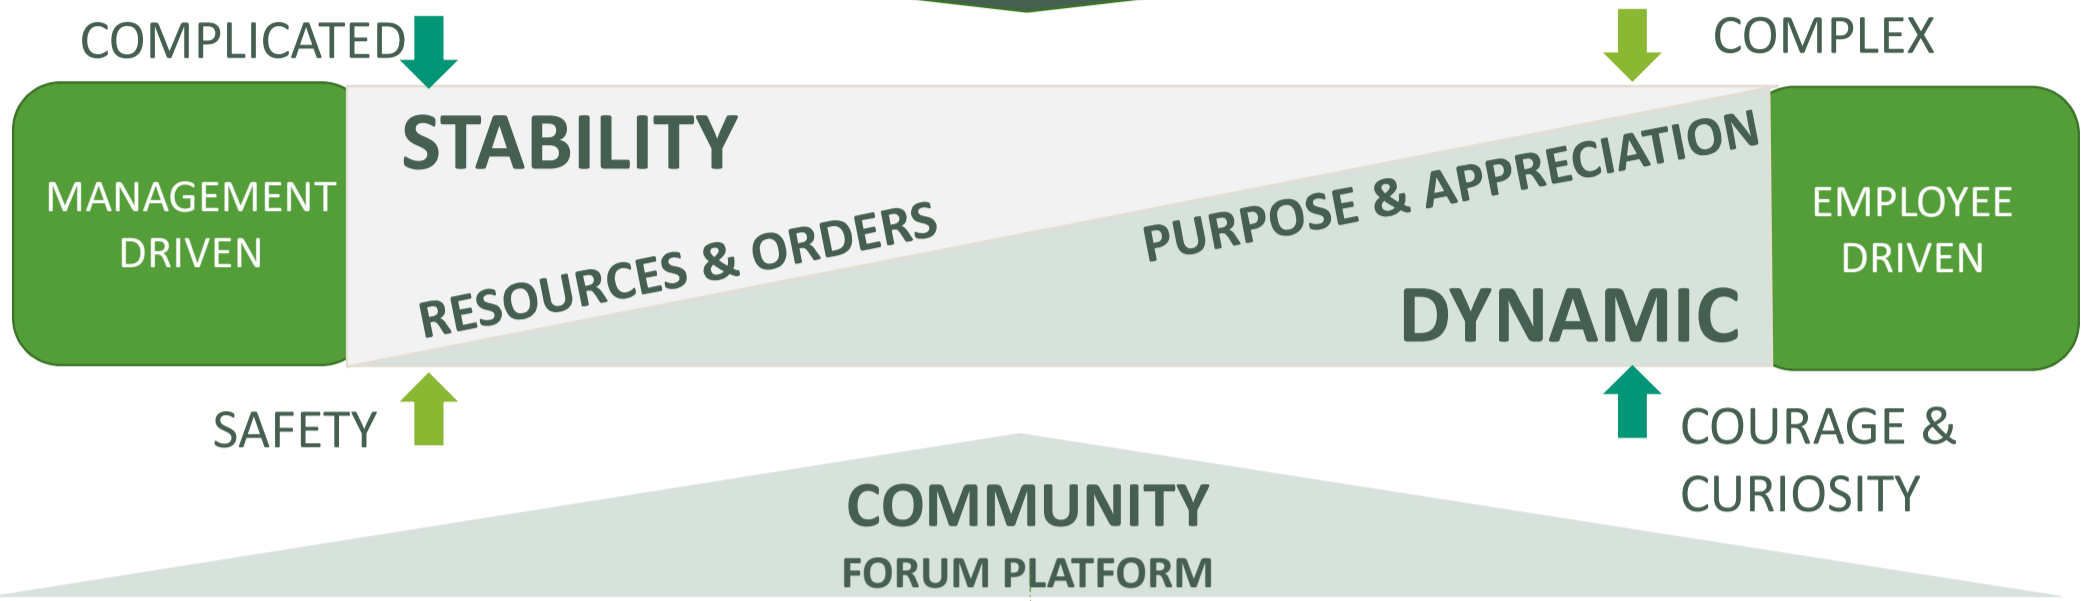 COMPLICATED
COMPLEX
STABILITY
MANAGEMENT
DRIVEN
RESOURCES & ORDERS
PURPOSE & APPRECIATION
EMPLOYEE
DRIVEN
DYNAMIC
SAFETY
COURAGE &
CURIOSITY
COMMUNITY
FORUM PLATFORM